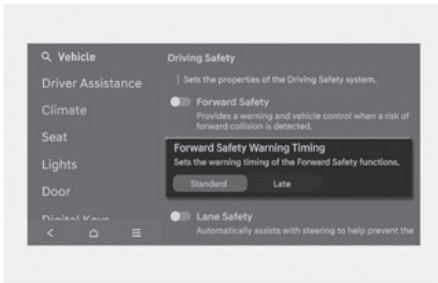 Vehicle
Driver Assistance
Climate
Seat
Lights
Door
Digital Keys
Driving Safety
Sets the properties of the Driving Safety system.
Forward Safety
Provides a warning and vehicle control when a risk of
forward collision is detected.
Forward Safety Warning Timing
Sets the warning timing of the Forward Safety functions.
Standard Late
Lane Safety
Automatically assists with steering to help prevent the